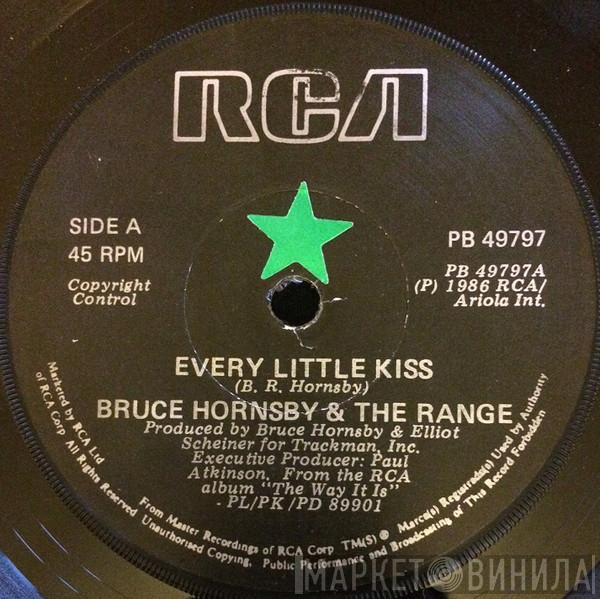 RCA
SIDE A
45 RPM
Copyright
Control
PB 49797
PB 49797A
(P) 1986 RCA/
Ariola Int.
EVERY LITTLE KISS
(B. R. Hornsby)
BRUCE HORNSBY & THE RANGE
Produced by Bruce Hornsby & Elliot
Scheiner for Trackman, Inc.
Executive Producer: Paul
Atkinson. From the RCA
album "The Way It Is"
- PL/PK/PD 89901
Marketed by RCA Ltd
of RCA Corp All Rights Reserved
From Master Recordings of RCA Corp TM(S) ® Marca(s) Registrada(s) Used by Authority
Unauthorised Copying, Public Performance and Broadcasting of This Record Forbidden
МАРКЕТ ВИНИЛА